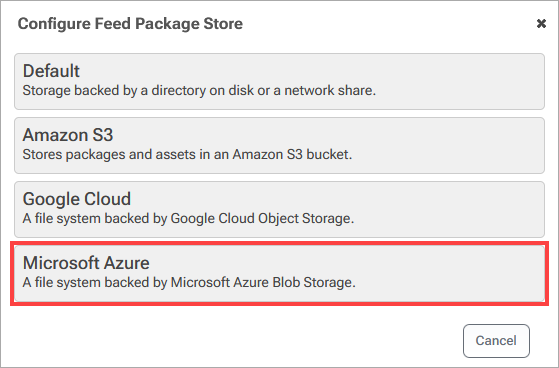 Configure Feed Package Store
Default
Storage backed by a directory on disk or a network share.
Amazon S3
Stores packages and assets in an Amazon S3 bucket.
Google Cloud
A file system backed by Google Cloud Object Storage.
Microsoft Azure
A file system backed by Microsoft Azure Blob Storage.
Cancel